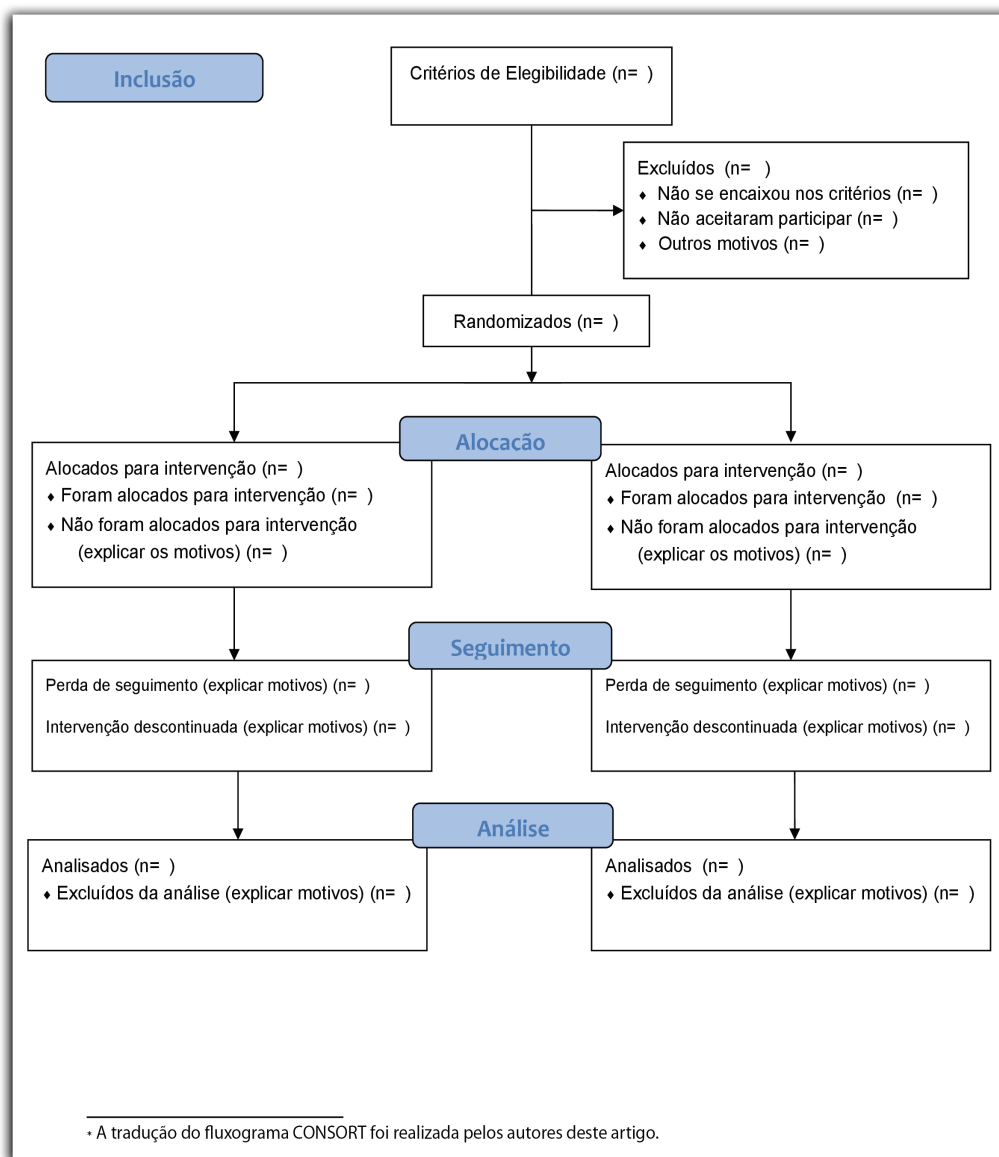 Inclusão
Critérios de Elegibilidade (n=  )
Excluídos  (n=   )
♦ Não se encaixou nos critérios (n=  )
♦ Não aceitaram participar (n=  )
♦ Outros motivos (n=  )
Randomizados (n=  )
Alocação
Alocados para intervenção (n=  )
♦ Foram alocados para intervenção (n=  )
♦ Não foram alocados para intervenção
(explicar os motivos) (n=  )
Alocados para intervenção (n=  )
♦ Foram alocados para intervenção  (n=  )
♦ Não foram alocados para intervenção
(explicar os motivos) (n=  )
Seguimento
Perda de seguimento (explicar motivos) (n=  )
Intervenção descontinuada (explicar motivos) (n=  )
Perda de seguimento (explicar motivos) (n=  )
Intervenção descontinuada (explicar motivos) (n=  )
Análise
Analisados (n=  )
♦ Excluídos da análise (explicar motivos) (n=  )
Analisados  (n=  )
♦ Excluídos da análise (explicar motivos) (n=  )
* A tradução do fluxograma CONSORT foi realizada pelos autores deste artigo.